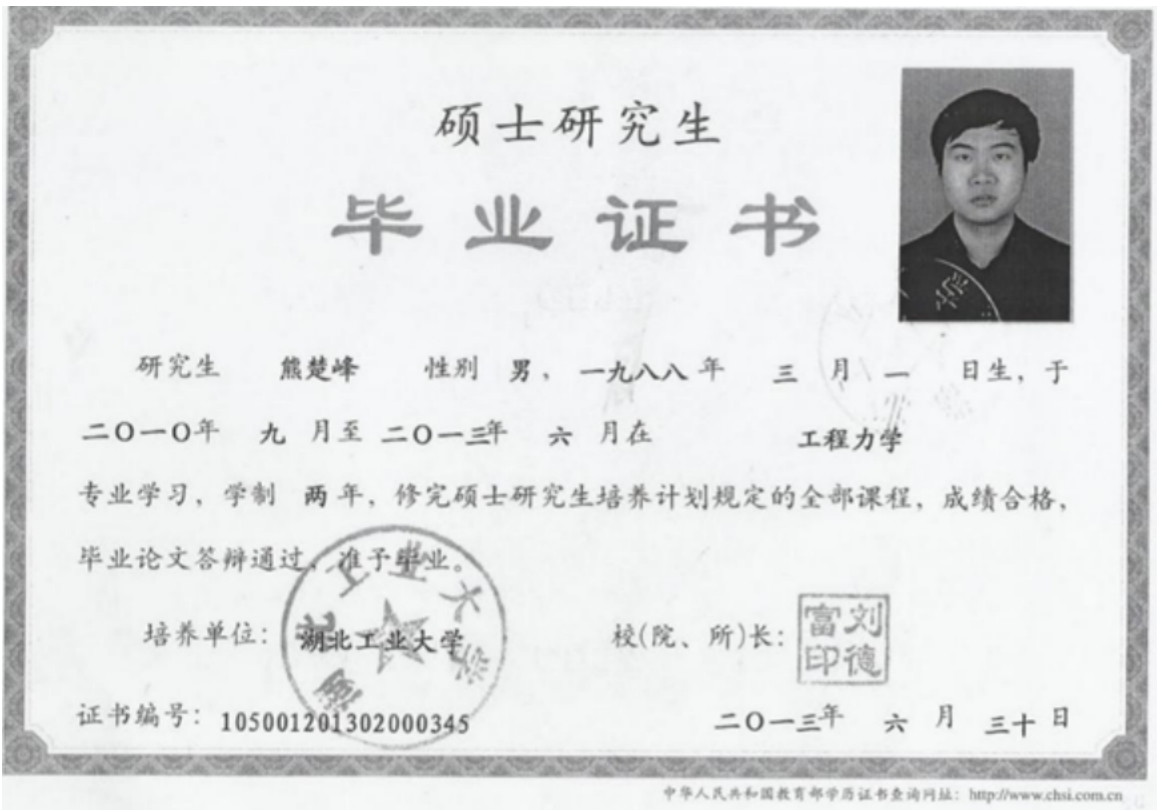 硕士研究生
毕业证书
研究生 熊楚峰 性别 男，一九八八年 三 月 一 日生，于
二〇一〇年 九 月至 二〇一三年 六 月在 工程力学
专业学习，学制 两 年，修完硕士研究生培养计划规定的全部课程，成绩合格，
毕业论文答辩通过，准予毕业。
湖北工业大学
培养单位：湖北工业大学 校(院、所)长：刘德富印
证书编号：105001201302000345 二〇一三年 六 月 三十 日
中华人民共和国教育部学历证书查询网址：http://www.chsi.com.cn